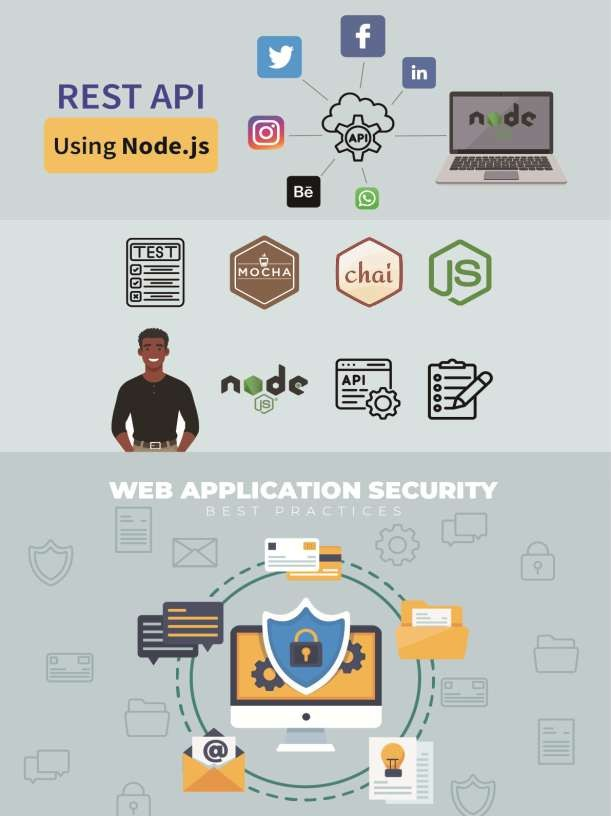 REST API
Using Node.js
f
in
API
node
JS
Bē
TEST
MOCHA
chai
JS
node
JS
API
WEB APPLICATION SECURITY
BEST PRACTICES
@